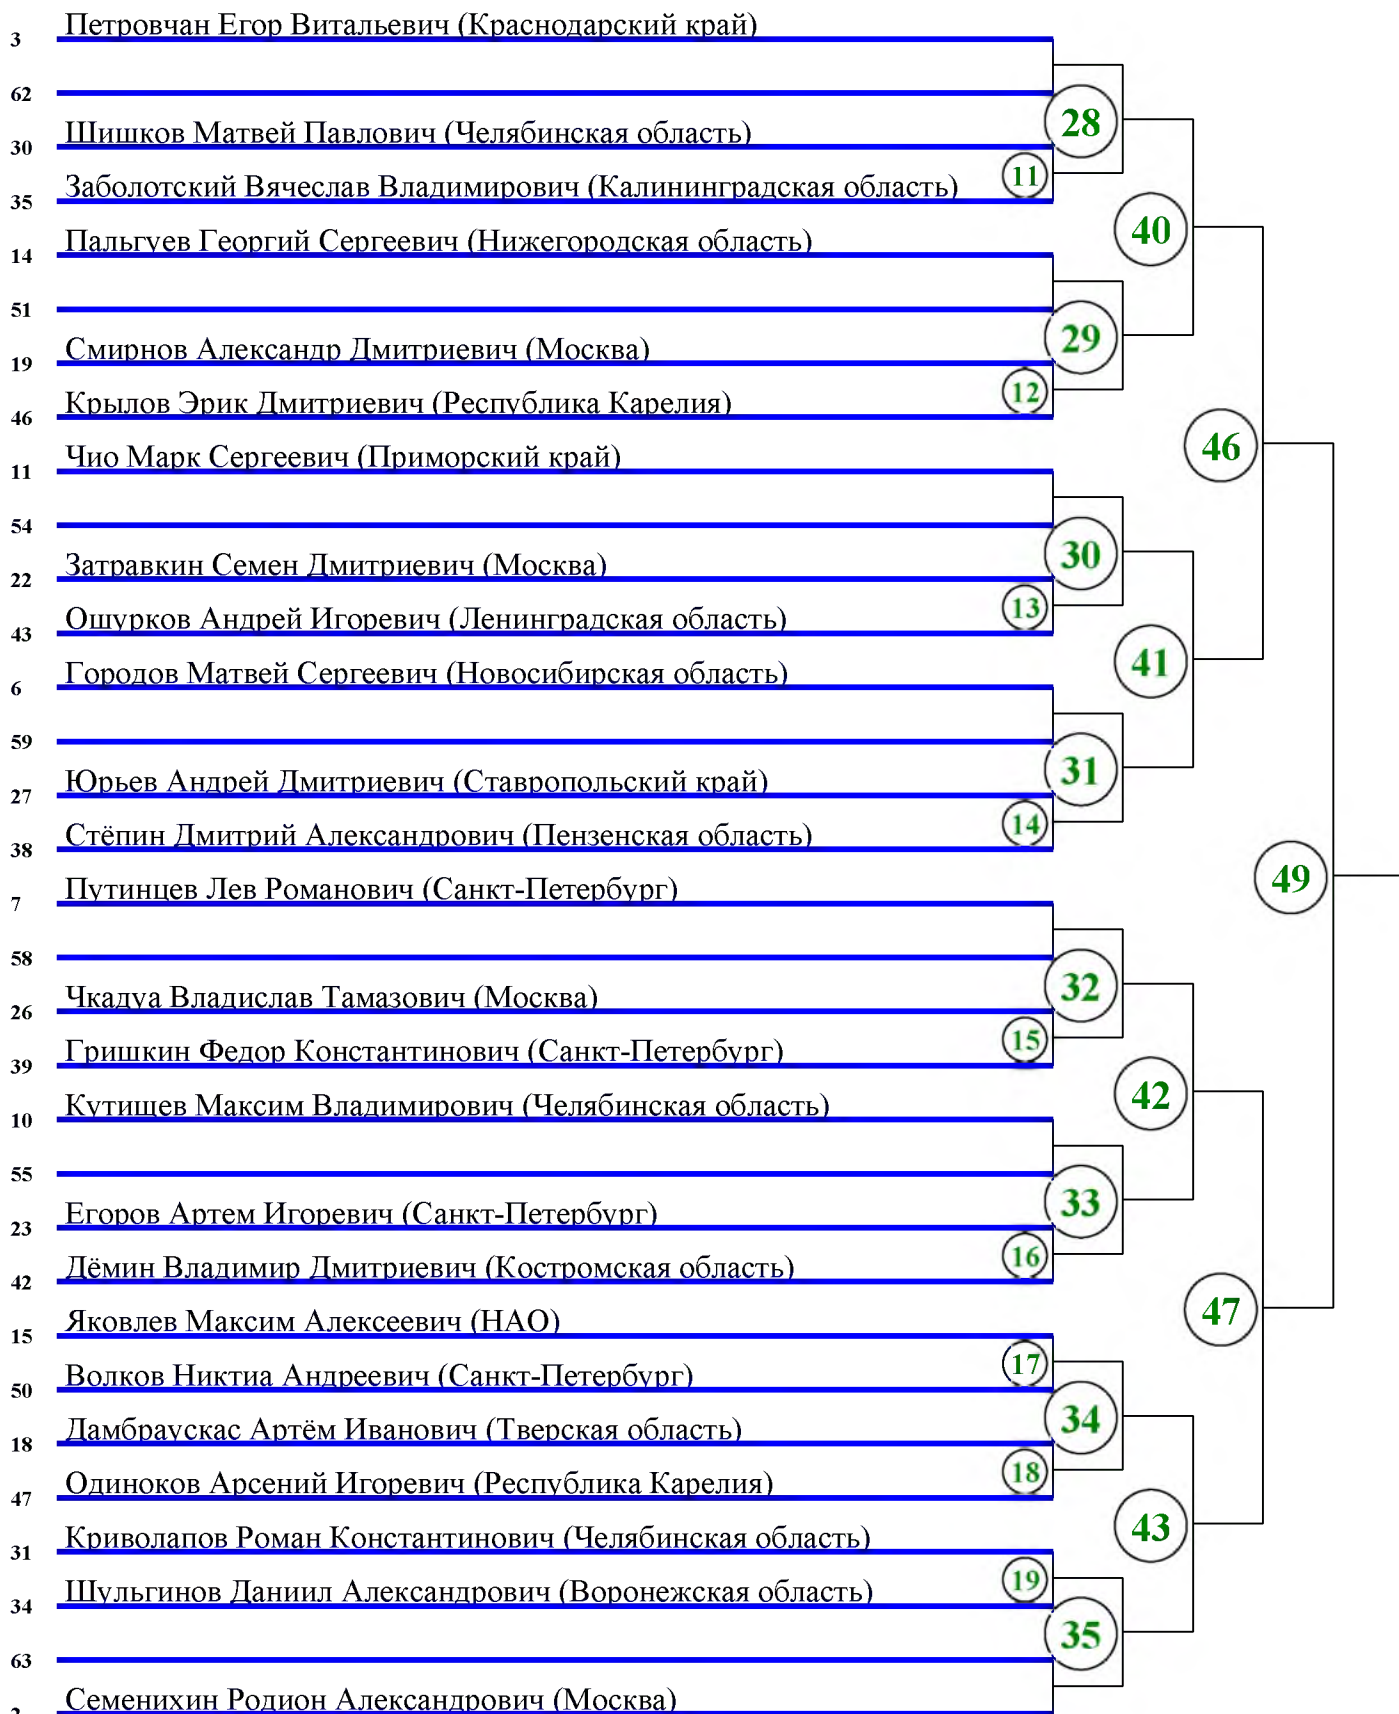 3 Петровчан Егор Витальевич (Краснодарский край)
62
28
30 Шишков Матвей Павлович (Челябинская область)
11
35 Заболотский Вячеслав Владимирович (Калининградская область)
40
14 Пальгуев Георгий Сергеевич (Нижегородская область)
51
29
19 Смирнов Александр Дмитриевич (Москва)
12
46 Крылов Эрик Дмитриевич (Республика Карелия)
46
11 Чио Марк Сергеевич (Приморский край)
54
30
22 Затравкин Семен Дмитриевич (Москва)
13
43 Ошурков Андрей Игоревич (Ленинградская область)
41
6 Городов Матвей Сергеевич (Новосибирская область)
59
31
27 Юрьев Андрей Дмитриевич (Ставропольский край)
14
38 Стёпин Дмитрий Александрович (Пензенская область)
49
7 Путинцев Лев Романович (Санкт-Петербург)
58
32
26 Чкадуа Владислав Тамазович (Москва)
15
39 Гришкин Федор Константинович (Санкт-Петербург)
42
10 Кутищев Максим Владимирович (Челябинская область)
55
33
23 Егоров Артем Игоревич (Санкт-Петербург)
16
42 Дёмин Владимир Дмитриевич (Костромская область)
47
15 Яковлев Максим Алексеевич (НАО)
17
50 Волков Никтиа Андреевич (Санкт-Петербург)
34
18 Дамбраускас Артём Иванович (Тверская область)
18
47 Одиноков Арсений Игоревич (Республика Карелия)
43
31 Криволапов Роман Константинович (Челябинская область)
19
34 Шульгинов Даниил Александрович (Воронежская область)
35
63
Семенихин Родион Александрович (Москва)